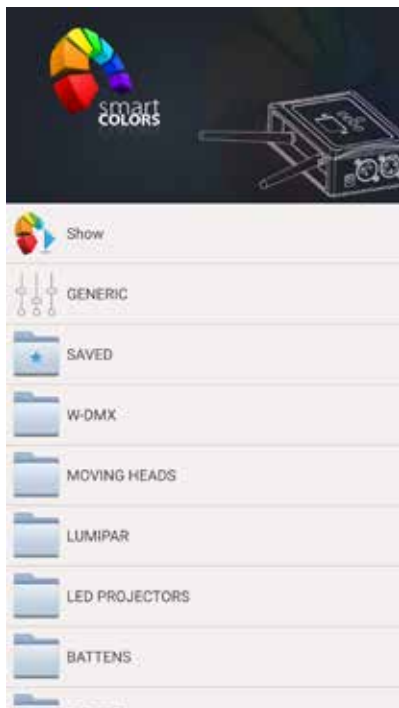 smart
COLORS
Show
GENERIC
SAVED
W-DMX
MOVING HEADS
LUMIPAR
LED PROJECTORS
BATTENS